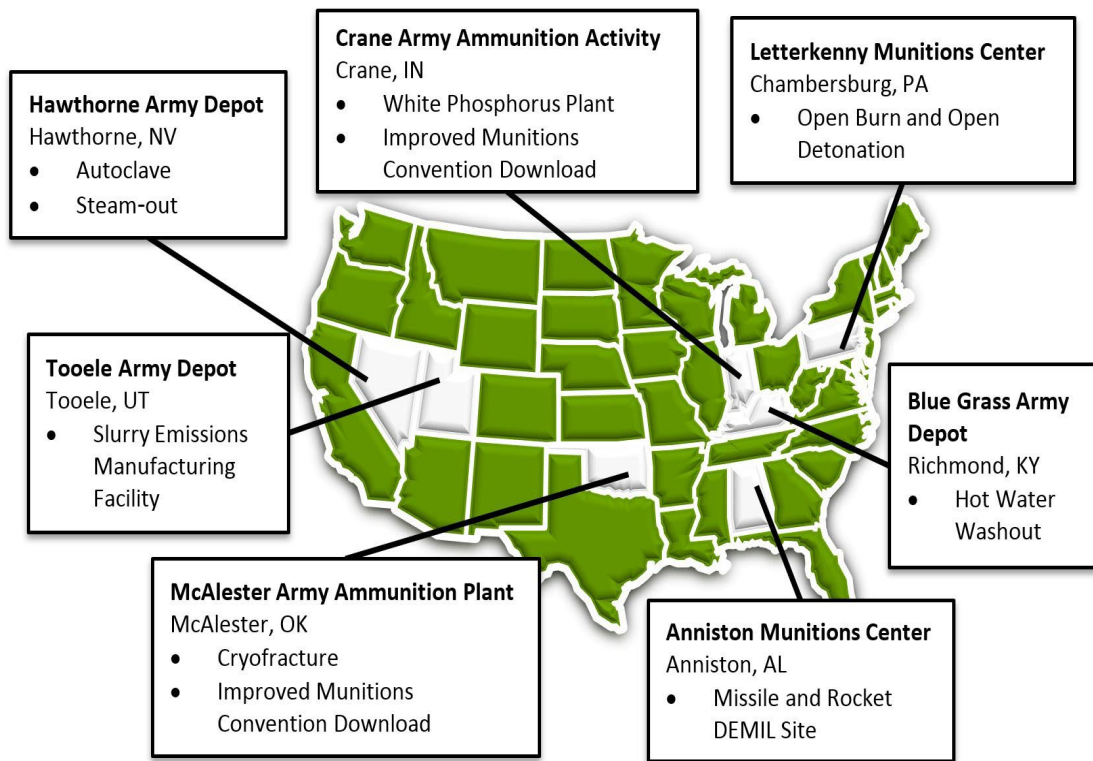 Crane Army Ammunition Activity
Crane, IN
• White Phosphorus Plant
• Improved Munitions
Convention Download
Letterkenny Munitions Center
Chambersburg, PA
• Open Burn and Open
Detonation
Hawthorne Army Depot
Hawthorne, NV
• Autoclave
• Steam-out
Tooele Army Depot
Tooele, UT
• Slurry Emissions
Manufacturing
Facility
Blue Grass Army
Depot
Richmond, KY
• Hot Water
Washout
McAlester Army Ammunition Plant
McAlester, OK
• Cryofracture
• Improved Munitions
Convention Download
Anniston Munitions Center
Anniston, AL
• Missile and Rocket
DEMIL Site